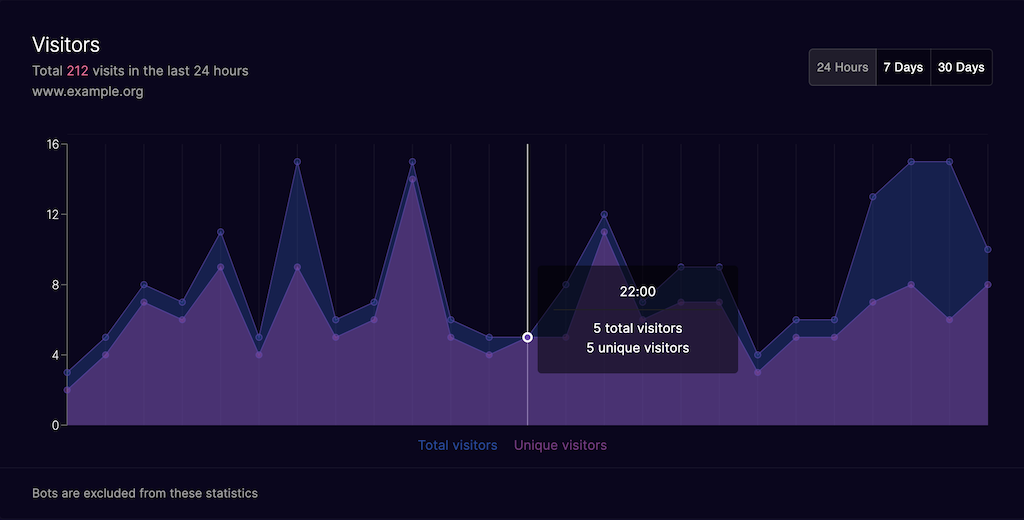 Visitors
Total 212 visits in the last 24 hours
www.example.org
24 Hours 7 Days 30 Days
16
12
8
4
0
22:00
5 total visitors
5 unique visitors
Total visitors Unique visitors
Bots are excluded from these statistics